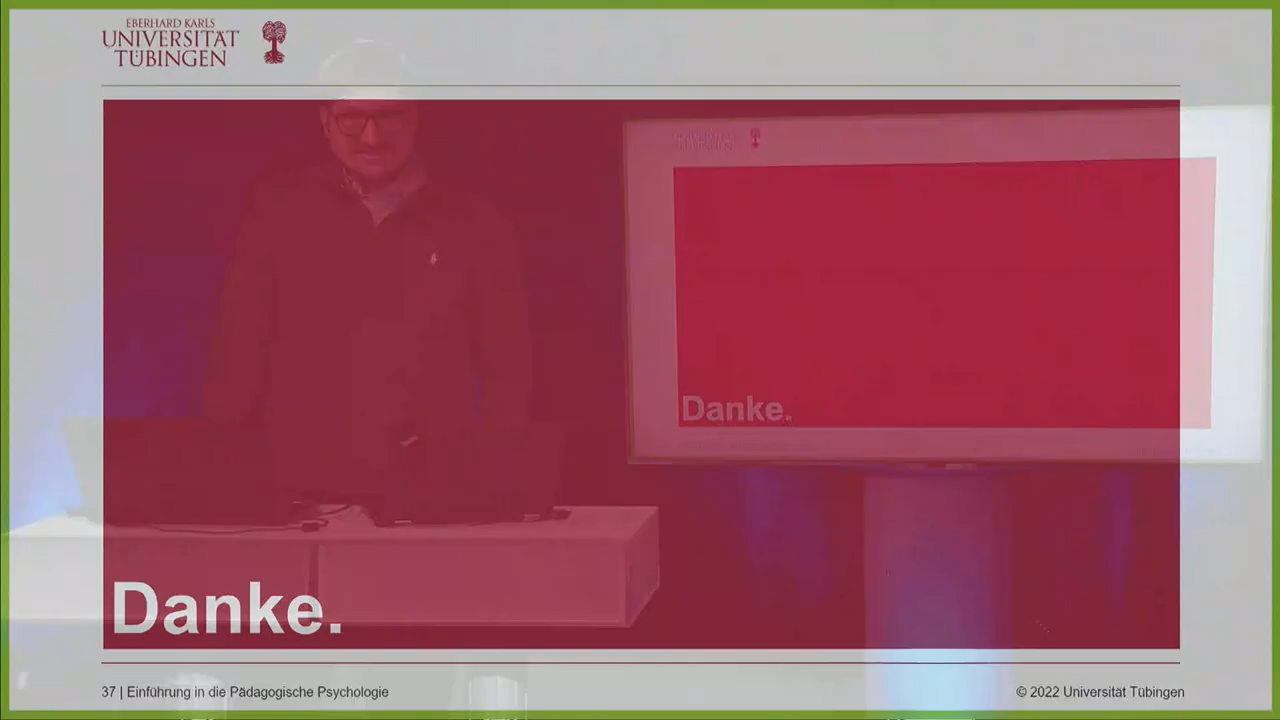 EBERHARD KARLS
UNIVERSITÄT
TÜBINGEN
Danke.
Danke.
37 | Einführung in die Pädagogische Psychologie
© 2022 Universität Tübingen